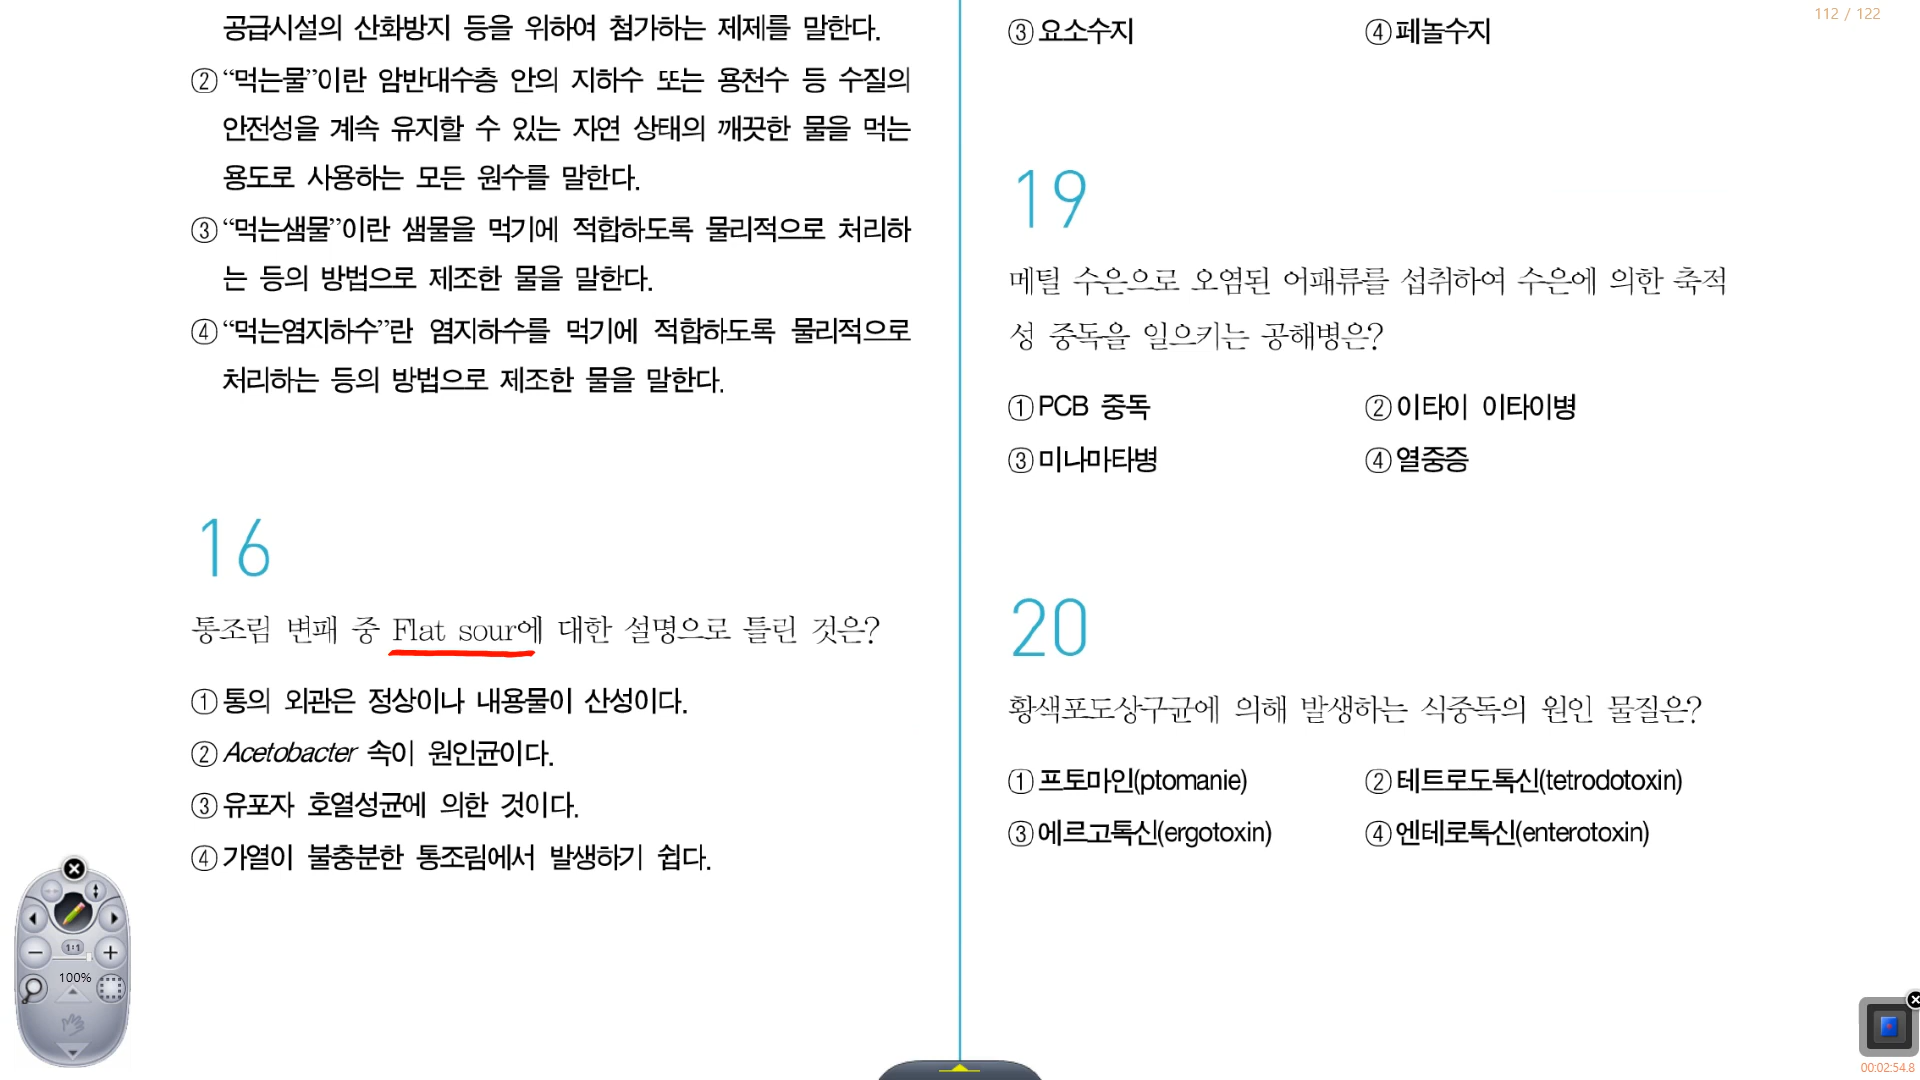 공급시설의 산화방지 등을 위하여 첨가하는 제제를 말한다.
② “먹는물”이란 암반대수층 안의 지하수 또는 용천수 등 수질의
안전성을 계속 유지할 수 있는 자연 상태의 깨끗한 물을 먹는
용도로 사용하는 모든 원수를 말한다.
③ “먹는샘물”이란 샘물을 먹기에 적합하도록 물리적으로 처리하
는 등의 방법으로 제조한 물을 말한다.
④ “먹는염지하수”란 염지하수를 먹기에 적합하도록 물리적으로
처리하는 등의 방법으로 제조한 물을 말한다.
16
통조림 변패 중 Flat sour에 대한 설명으로 틀린 것은?
① 통의 외관은 정상이나 내용물이 산성이다.
② Acetobacter 속이 원인균이다.
③ 유포자 호열성균에 의한 것이다.
④ 가열이 불충분한 통조림에서 발생하기 쉽다.
③ 요소수지 ④ 페놀수지
19
메틸 수은으로 오염된 어패류를 섭취하여 수은에 의한 축적
성 중독을 일으키는 공해병은?
① PCB 중독 ② 이타이 이타이병
③ 미나마타병 ④ 열중증
20
황색포도상구균에 의해 발생하는 식중독의 원인 물질은?
① 프토마인(ptomanie) ② 테트로도톡신(tetrodotoxin)
③ 에르고톡신(ergotoxin) ④ 엔테로톡신(enterotoxin)
112 / 122
1:1
100%
00:02:54.8